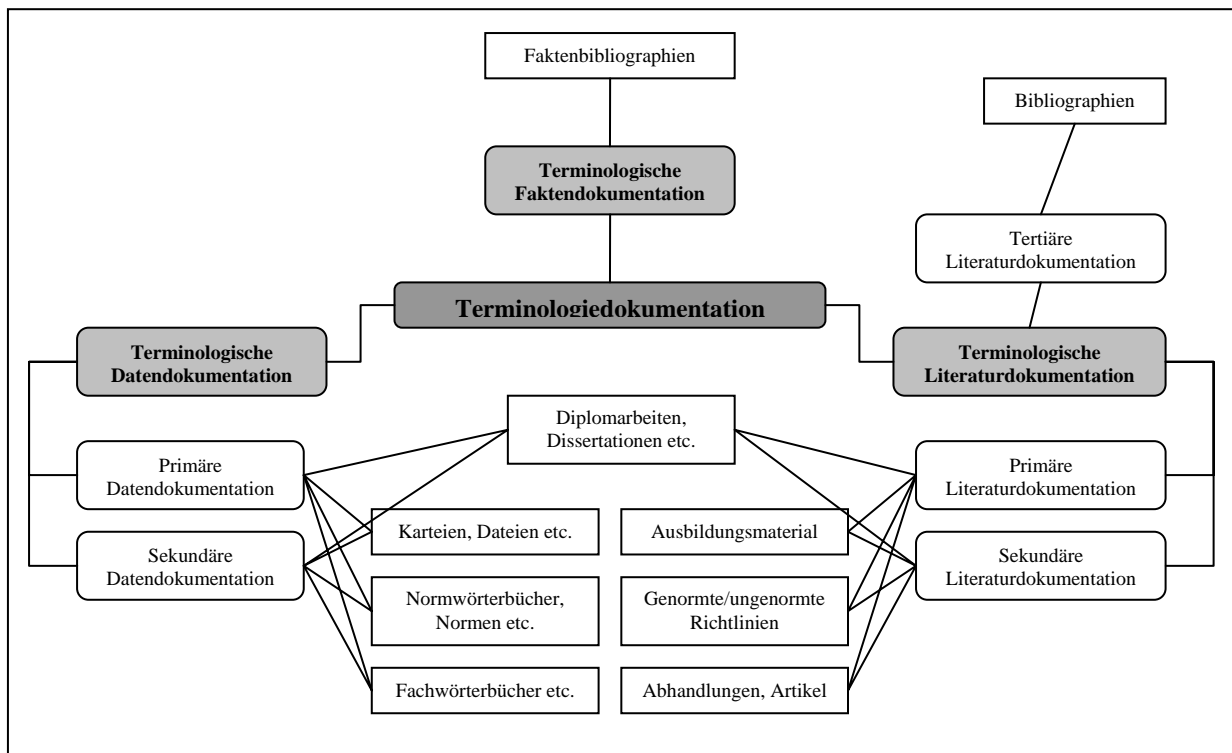 Faktenbibliographien
Bibliographien
Terminologische
Faktendokumentation
Tertiäre
Literaturdokumentation
Terminologiedokumentation
Terminologische
Datendokumentation
Terminologische
Literaturdokumentation
Diplomarbeiten,
Dissertationen etc.
Primäre
Datendokumentation
Primäre
Literaturdokumentation
Karteien, Dateien etc.
Ausbildungsmaterial
Sekundäre
Datendokumentation
Sekundäre
Literaturdokumentation
Normwörterbücher,
Normen etc.
Genormte/ungenormte
Richtlinien
Fachwörterbücher etc.
Abhandlungen, Artikel